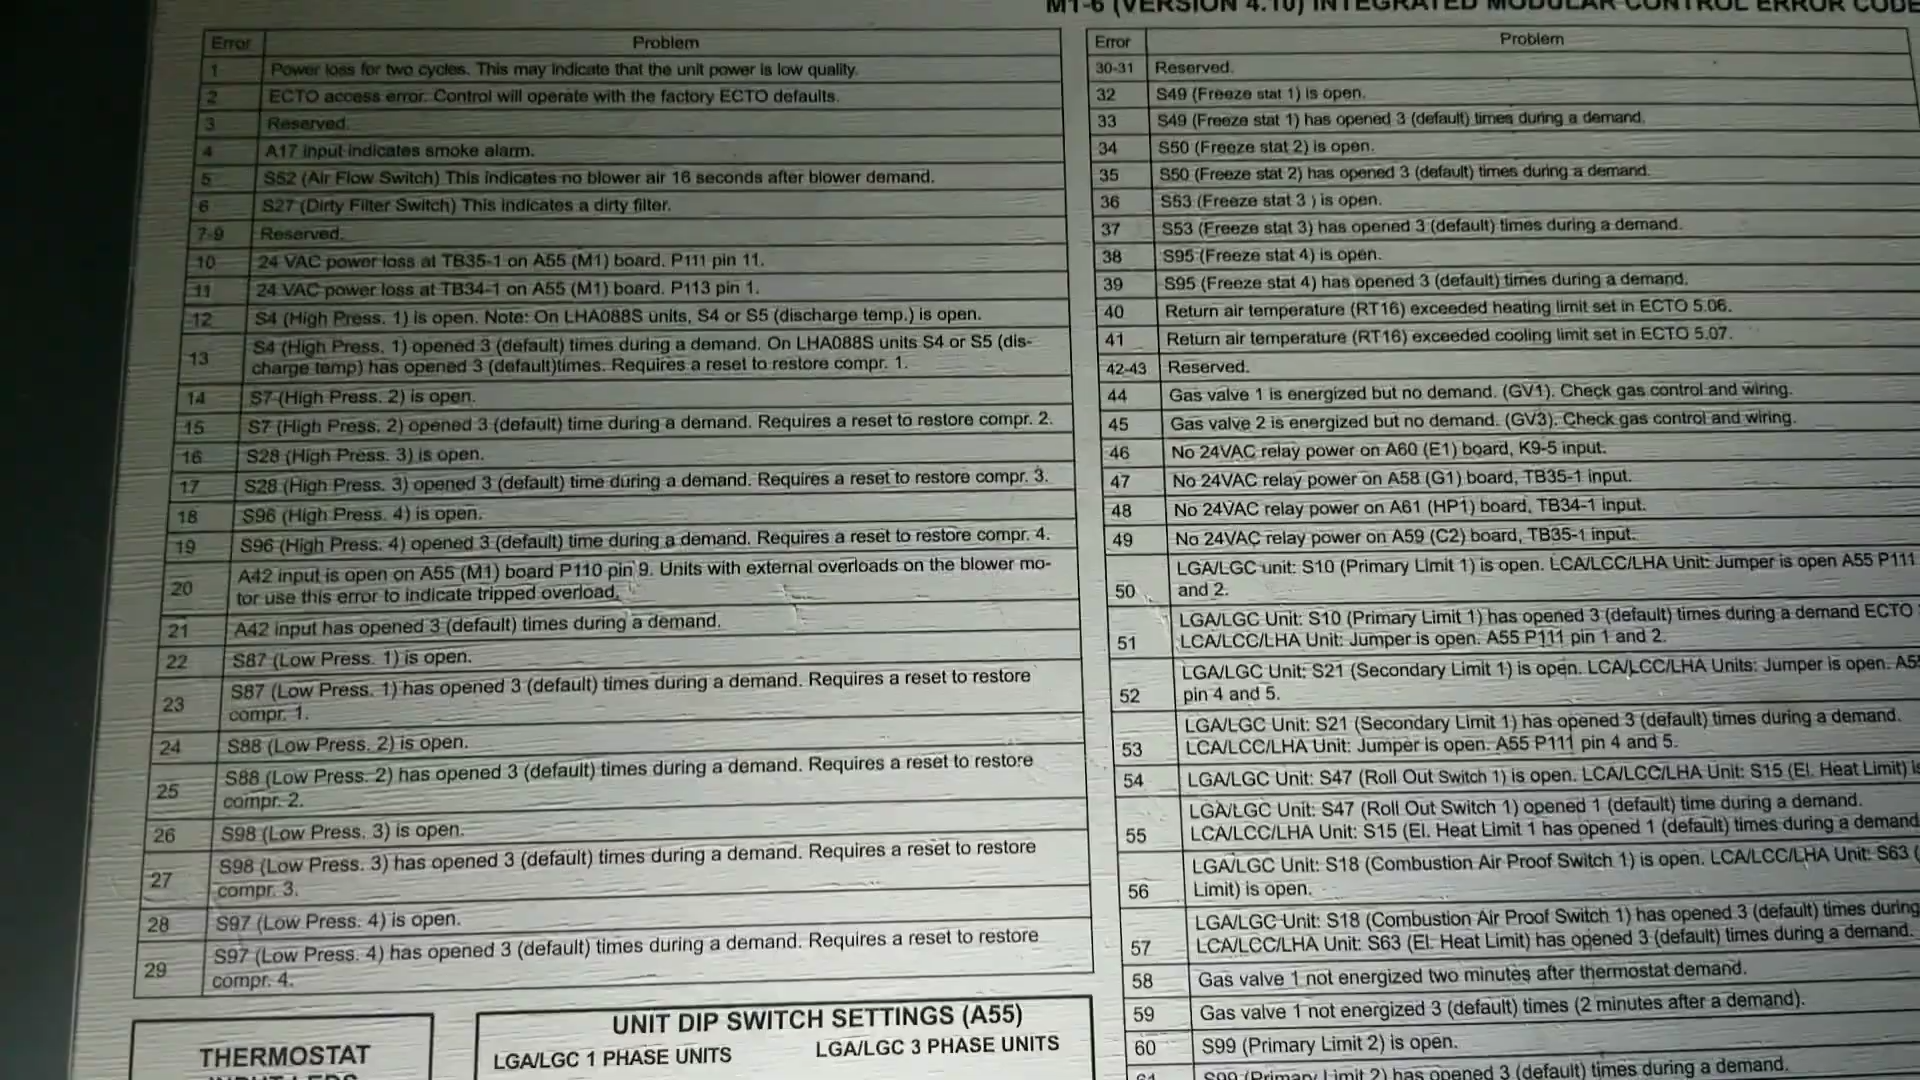 M1-6 (VERSION 4.10) INTEGRATED MODULAR CONTROL ERROR CODE
Error Problem
1 Power loss for two cycles. This may indicate that the unit power is low quality.
2 ECTO access error. Control will operate with the factory ECTO defaults.
3 Reserved.
4 A17 input indicates smoke alarm.
5 S52 (Air Flow Switch) This indicates no blower air 16 seconds after blower demand.
6 S27 (Dirty Filter Switch) This indicates a dirty filter.
7-9 Reserved.
10 24 VAC power loss at TB35-1 on A55 (M1) board. P111 pin 11.
11 24 VAC power loss at TB34-1 on A55 (M1) board. P113 pin 1.
12 S4 (High Press. 1) is open. Note: On LHA088S units, S4 or S5 (discharge temp.) is open.
13 S4 (High Press. 1) opened 3 (default) times during a demand. On LHA088S units S4 or S5 (dis-
charge temp) has opened 3 (default)times. Requires a reset to restore compr. 1.
14 S7 (High Press. 2) is open.
15 S7 (High Press. 2) opened 3 (default) time during a demand. Requires a reset to restore compr. 2.
16 S28 (High Press. 3) is open.
17 S28 (High Press. 3) opened 3 (default) time during a demand. Requires a reset to restore compr. 3.
18 S96 (High Press. 4) is open.
19 S96 (High Press. 4) opened 3 (default) time during a demand. Requires a reset to restore compr. 4.
20 A42 input is open on A55 (M1) board P110 pin 9. Units with external overloads on the blower mo-
tor use this error to indicate tripped overload.
21 A42 input has opened 3 (default) times during a demand.
22 S87 (Low Press. 1) is open.
23 S87 (Low Press. 1) has opened 3 (default) times during a demand. Requires a reset to restore
compr. 1.
24 S88 (Low Press. 2) is open.
25 S88 (Low Press. 2) has opened 3 (default) times during a demand. Requires a reset to restore
compr. 2.
26 S98 (Low Press. 3) is open.
27 S98 (Low Press. 3) has opened 3 (default) times during a demand. Requires a reset to restore
compr. 3.
28 S97 (Low Press. 4) is open.
29 S97 (Low Press. 4) has opened 3 (default) times during a demand. Requires a reset to restore
compr. 4.
Error Problem
30-31 Reserved.
32 S49 (Freeze stat 1) is open.
33 S49 (Freeze stat 1) has opened 3 (default) times during a demand.
34 S50 (Freeze stat 2) is open.
35 S50 (Freeze stat 2) has opened 3 (default) times during a demand.
36 S53 (Freeze stat 3 ) is open.
37 S53 (Freeze stat 3) has opened 3 (default) times during a demand.
38 S95 (Freeze stat 4) is open.
39 S95 (Freeze stat 4) has opened 3 (default) times during a demand.
40 Return air temperature (RT16) exceeded heating limit set in ECTO 5.06.
41 Return air temperature (RT16) exceeded cooling limit set in ECTO 5.07.
42-43 Reserved.
44 Gas valve 1 is energized but no demand. (GV1). Check gas control and wiring.
45 Gas valve 2 is energized but no demand. (GV3). Check gas control and wiring.
46 No 24VAC relay power on A60 (E1) board, K9-5 input.
47 No 24VAC relay power on A58 (G1) board, TB35-1 input.
48 No 24VAC relay power on A61 (HP1) board, TB34-1 input.
49 No 24VAC relay power on A59 (C2) board, TB35-1 input.
50 LGA/LGC unit: S10 (Primary Limit 1) is open. LCA/LCC/LHA Unit: Jumper is open A55 P111
and 2.
51 LGA/LGC Unit: S10 (Primary Limit 1) has opened 3 (default) times during a demand ECTO
LCA/LCC/LHA Unit: Jumper is open. A55 P111 pin 1 and 2.
52 LGA/LGC Unit: S21 (Secondary Limit 1) is open. LCA/LCC/LHA Units: Jumper is open.
pin 4 and 5.
53 LGA/LGC Unit: S21 (Secondary Limit 1) has opened 3 (default) times during a demand.
LCA/LCC/LHA Unit: Jumper is open. A55 P111 pin 4 and 5.
54 LGA/LGC Unit: S47 (Roll Out Switch 1) is open. LCA/LCC/LHA Unit: S15 (El. Heat Limit)
55 LGA/LGC Unit: S47 (Roll Out Switch 1) opened 1 (default) time during a demand.
LCA/LCC/LHA Unit: S15 (El. Heat Limit 1 has opened 1 (default) times during a demand
56 LGA/LGC Unit: S18 (Combustion Air Proof Switch 1) is open. LCA/LCC/LHA Unit: S63 (
Limit) is open.
57 LGA/LGC Unit: S18 (Combustion Air Proof Switch 1) has opened 3 (default) times during
LCA/LCC/LHA Unit: S63 (El. Heat Limit) has opened 3 (default) times during a demand.
58 Gas valve 1 not energized two minutes after thermostat demand.
59 Gas valve 1 not energized 3 (default) times (2 minutes after a demand).
60 S99 (Primary Limit 2) is open.
61 S99 (Primary Limit 2) has opened 3 (default) times during a demand.
THERMOSTAT
INPUT LEDS
UNIT DIP SWITCH SETTINGS (A55)
LGA/LGC 1 PHASE UNITS LGA/LGC 3 PHASE UNITS